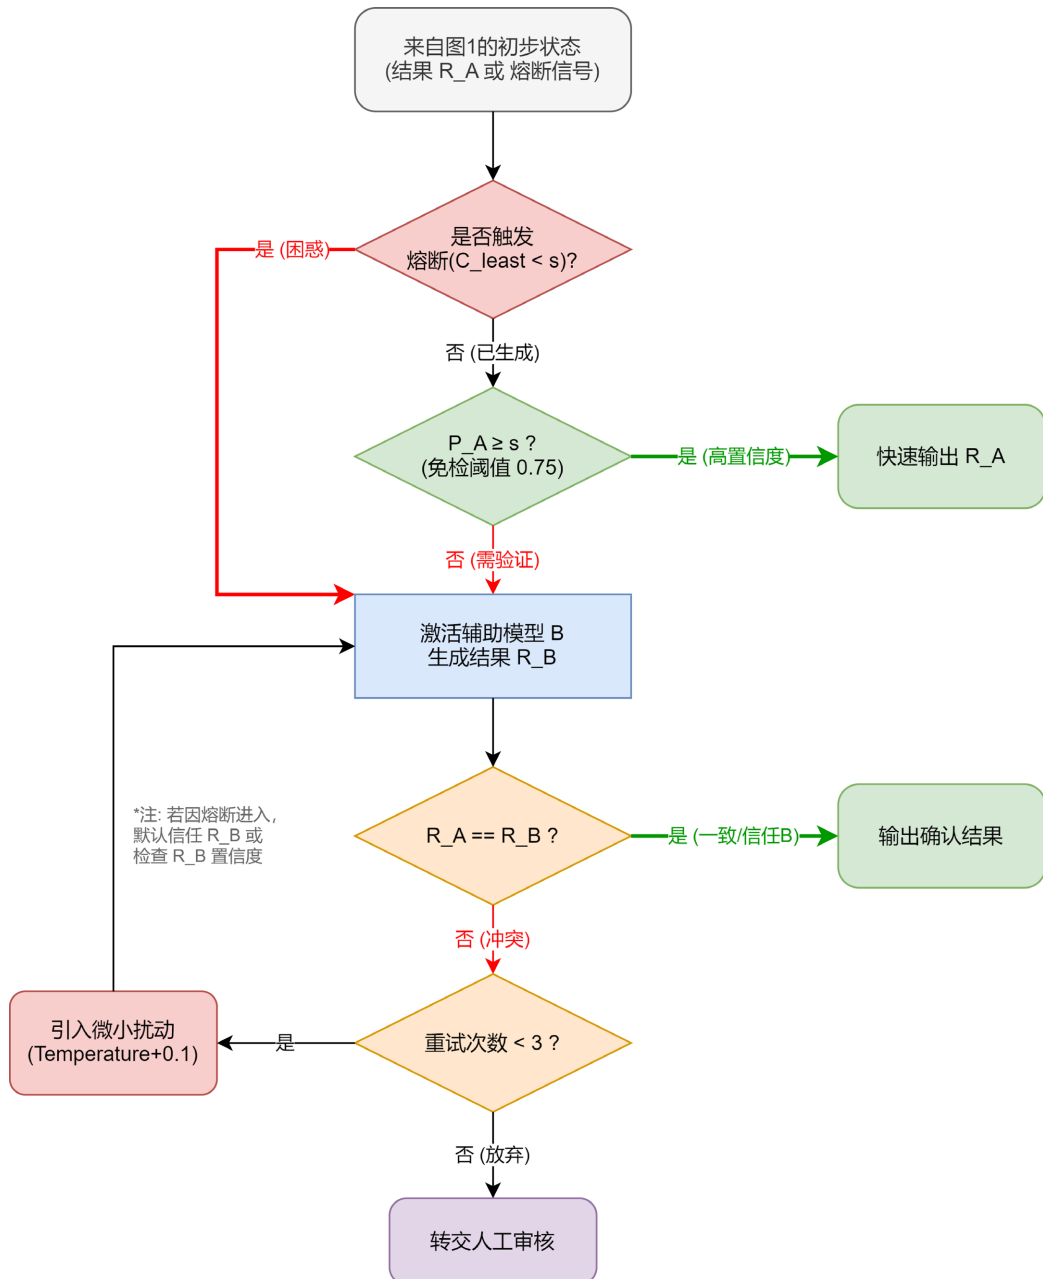 来自图1的初步状态
(结果 R_A 或 熔断信号)
是否触发
熔断(C_least < s)?
是 (困惑)
否 (已生成)
P_A ≥ s ?
(免检阈值 0.75)
是 (高置信度)
快速输出 R_A
否 (需验证)
激活辅助模型 B
生成结果 R_B
*注: 若因熔断进入,
默认信任 R_B 或
检查 R_B 置信度
R_A == R_B ?
是 (一致/信任B)
输出确认结果
否 (冲突)
重试次数 < 3 ?
是
引入微小扰动
(Temperature+0.1)
否 (放弃)
转交人工审核